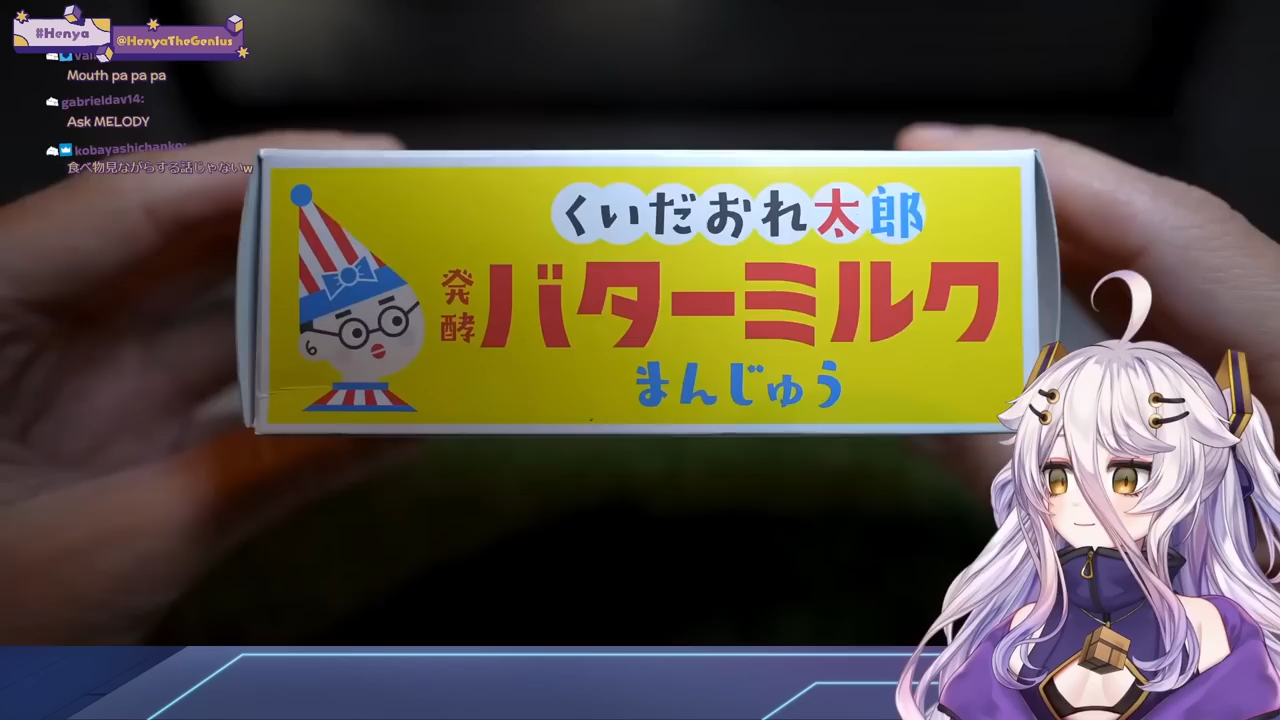 #Henya
@HenyaTheGenius
Mouth pa pa pa
gabrieldav14:
Ask MELODY
kobayashichanko:
食べ物見ながらする話じゃないw
くいだおれ太郎
発酵バターミルク
まんじゅう